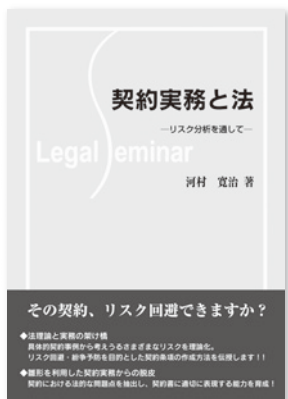 契約実務と法
―リスク分析を通して―
Legal Seminar
河村 寛治 著
その契約、リスク回避できますか？
◆法理論と実務の架け橋
具体的契約事例から考えうるさまざまなリスクを理論化。
リスク回避・紛争予防を目的とした契約条項の作成方法を伝授します！！
◆雛形を利用した契約実務からの脱皮
契約における法的な問題点を抽出し、契約書に適切に表現する能力を育成！